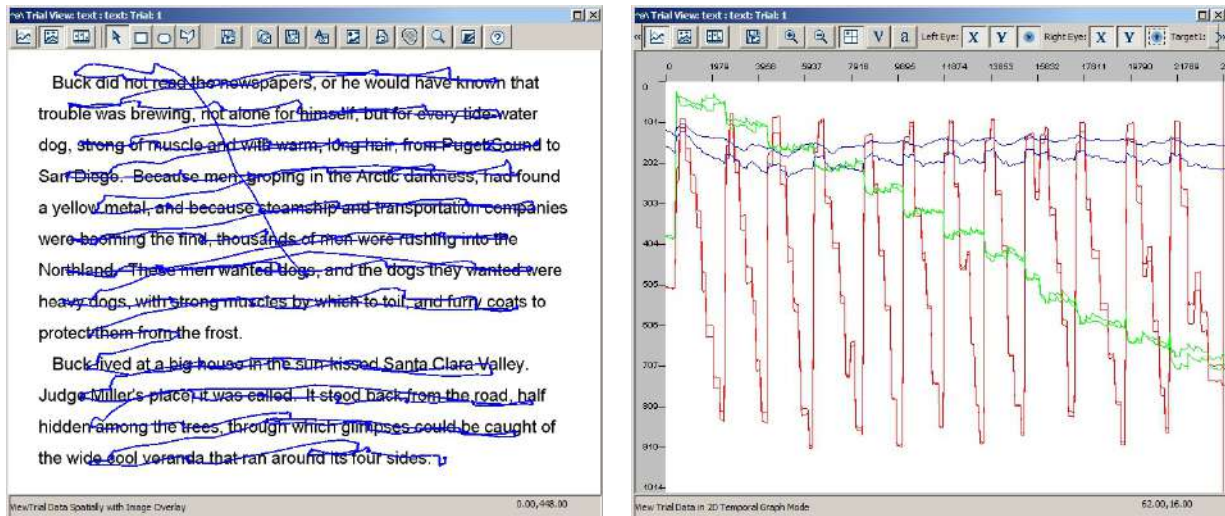 Trial View: text : text: Trial: 1
Buck did not read the newspapers, or he would have known that
trouble was brewing, not alone for himself, but for every tide-water
dog, strong of muscle and with warm, long hair, from Puget Sound to
San Diego. Because men, groping in the Arctic darkness, had found
a yellow metal, and because steamship and transportation companies
were booming the find, thousands of men were rushing into the
Northland. These men wanted dogs, and the dogs they wanted were
heavy dogs, with strong muscles by which to toil, and furry coats to
protect them from the frost.
Buck lived at a big house in the sun-kissed Santa Clara Valley.
Judge Miller's place, it was called. It stood back from the road, half
hidden among the trees, through which glimpses could be caught of
the wide cool veranda that ran around its four sides.
ViewTrial Data Spatially with Image Overlay 0.00,448.00
Trial View: text : text: Trial: 1
V a Left Eye: X Y Right Eye: X Y Target1:
0 1979 3958 5937 7916 9895 11874 13853 15832 17811 19790 21769
0
101
202
303
404
505
606
707
809
910
1014
View Trial Data in 2D Temporal Graph Mode 62.00,16.00